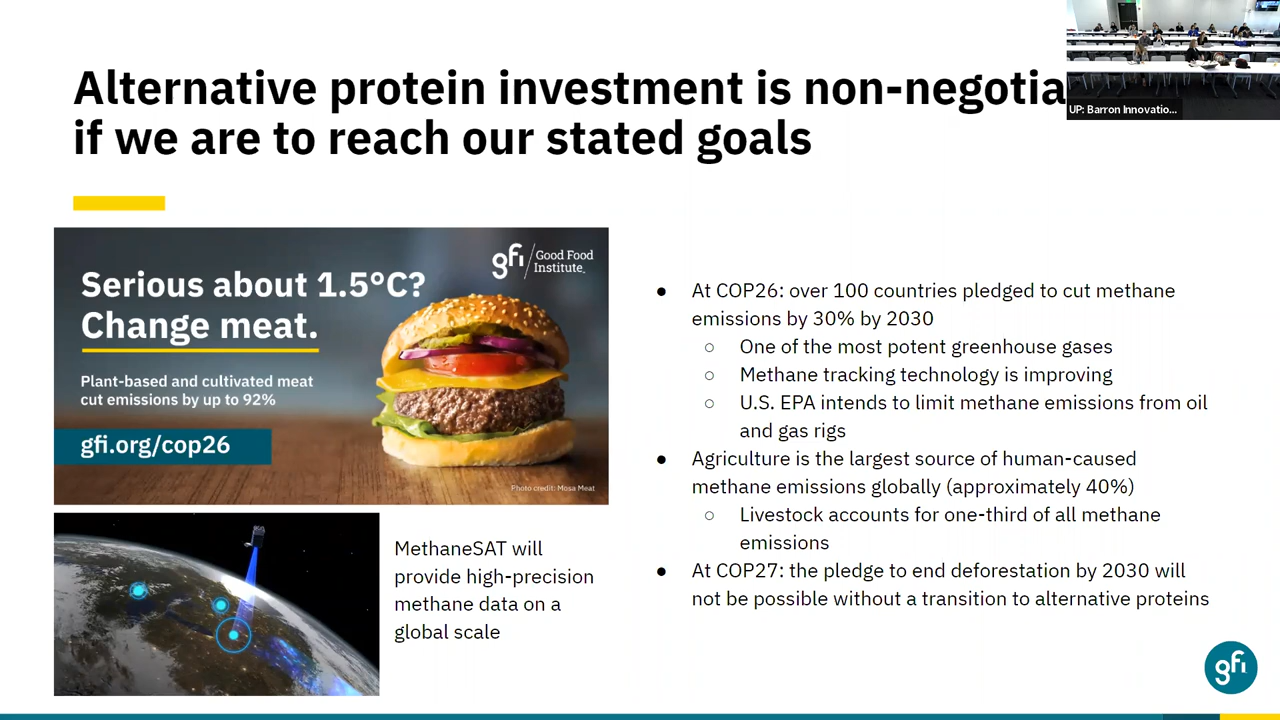 Alternative protein investment is non-negotia
if we are to reach our stated goals
UP: Barron Innovatio...
gfi / Good Food Institute.
Serious about 1.5°C?
Change meat.
Plant-based and cultivated meat
cut emissions by up to 92%
gfi.org/cop26
Photo credit: Mosa Meat
MethaneSAT will
provide high-precision
methane data on a
global scale
● At COP26: over 100 countries pledged to cut methane
emissions by 30% by 2030
○ One of the most potent greenhouse gases
○ Methane tracking technology is improving
○ U.S. EPA intends to limit methane emissions from oil
and gas rigs
● Agriculture is the largest source of human-caused
methane emissions globally (approximately 40%)
○ Livestock accounts for one-third of all methane
emissions
● At COP27: the pledge to end deforestation by 2030 will
not be possible without a transition to alternative proteins
gfi